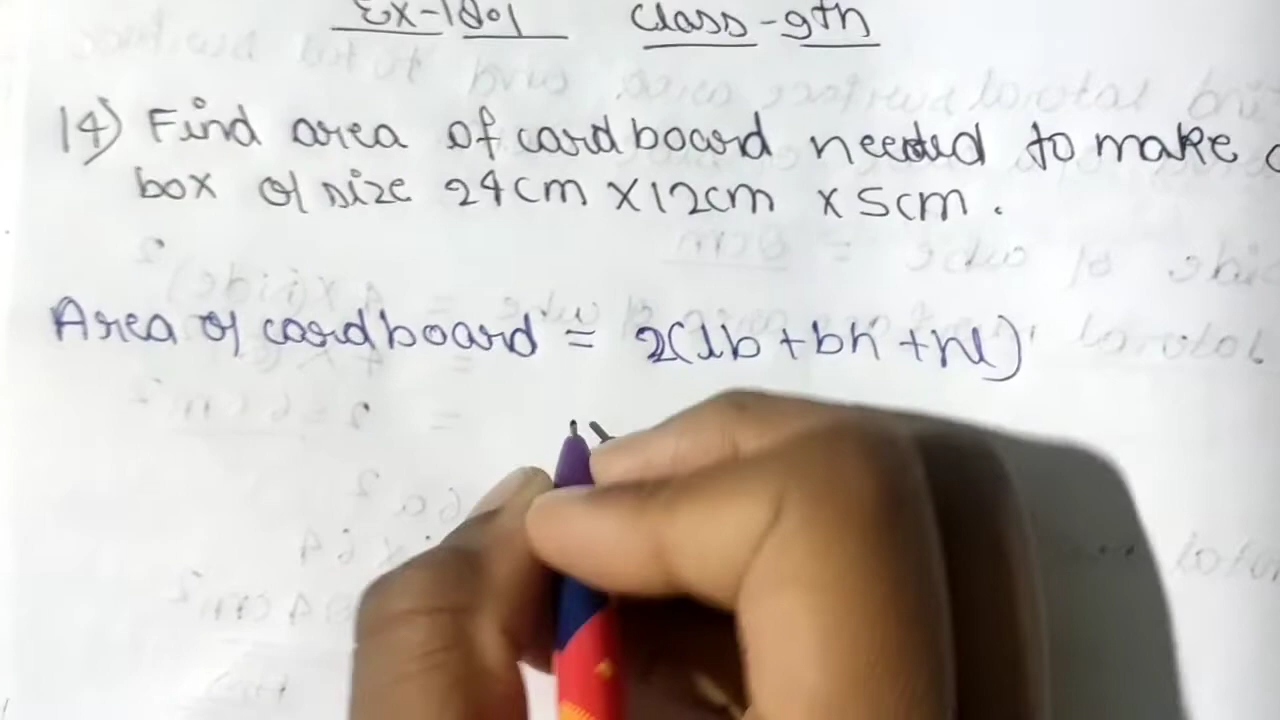 Ex-18.1 Class-9th
14) Find area of cardboard needed to make a
box of size 24cm x 12cm x 5cm.
Area of cardboard = 2(lb + bh + hl)